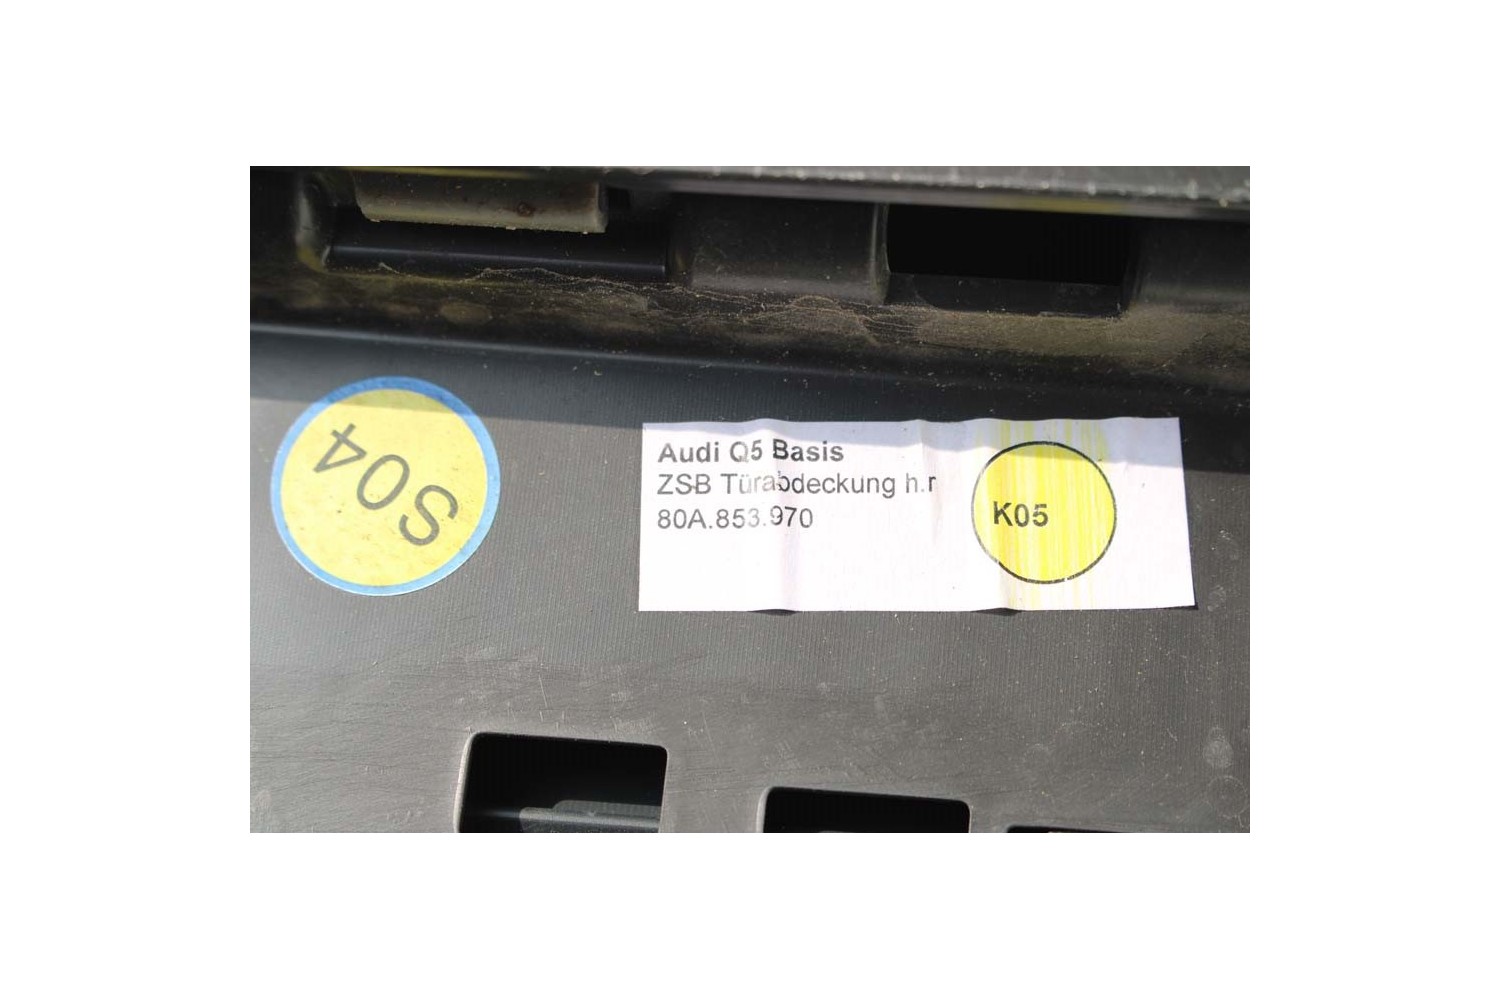 S04
Audi Q5 Basis
ZSB Türabdeckung h.r
80A.853.970
K05